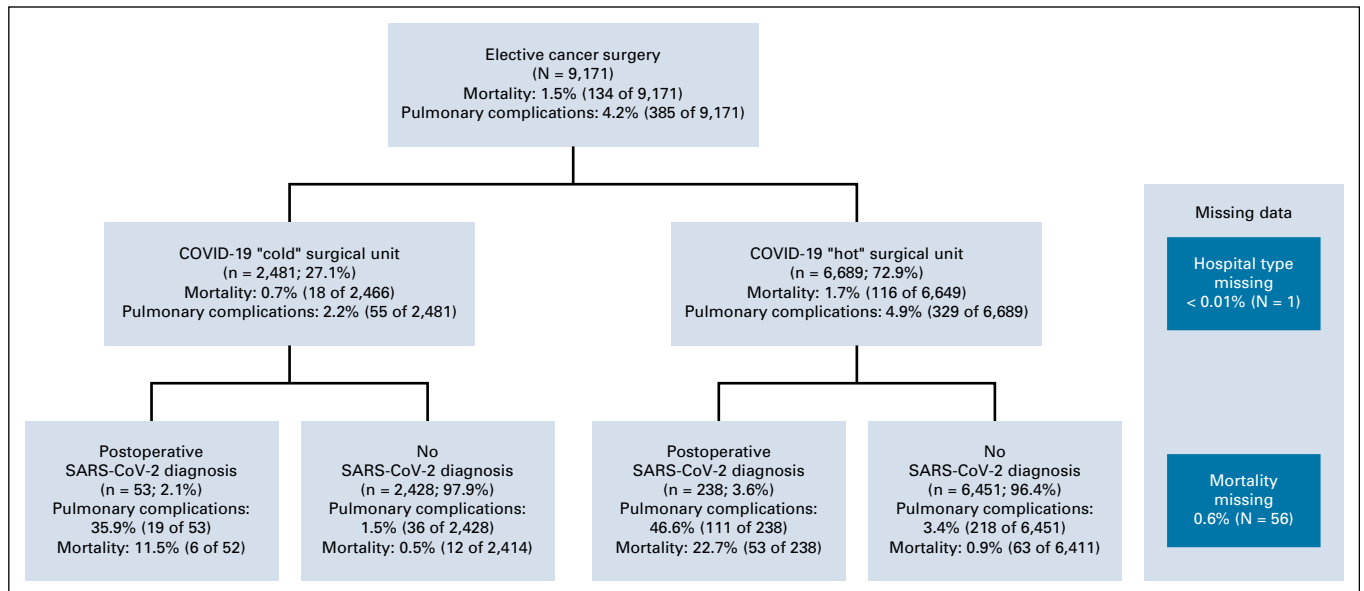 Elective cancer surgery
(N = 9,171)
Mortality: 1.5% (134 of 9,171)
Pulmonary complications: 4.2% (385 of 9,171)
COVID-19 "cold" surgical unit
(n = 2,481; 27.1%)
Mortality: 0.7% (18 of 2,466)
Pulmonary complications: 2.2% (55 of 2,481)
COVID-19 "hot" surgical unit
(n = 6,689; 72.9%)
Mortality: 1.7% (116 of 6,649)
Pulmonary complications: 4.9% (329 of 6,689)
Postoperative
SARS-CoV-2 diagnosis
(n = 53; 2.1%)
Pulmonary complications:
35.9% (19 of 53)
Mortality: 11.5% (6 of 52)
No
SARS-CoV-2 diagnosis
(n = 2,428; 97.9%)
Pulmonary complications:
1.5% (36 of 2,428)
Mortality: 0.5% (12 of 2,414)
Postoperative
SARS-CoV-2 diagnosis
(n = 238; 3.6%)
Pulmonary complications:
46.6% (111 of 238)
Mortality: 22.7% (53 of 238)
No
SARS-CoV-2 diagnosis
(n = 6,451; 96.4%)
Pulmonary complications:
3.4% (218 of 6,451)
Mortality: 0.9% (63 of 6,411)
Missing data
Hospital type
missing
< 0.01% (N = 1)
Mortality
missing
0.6% (N = 56)